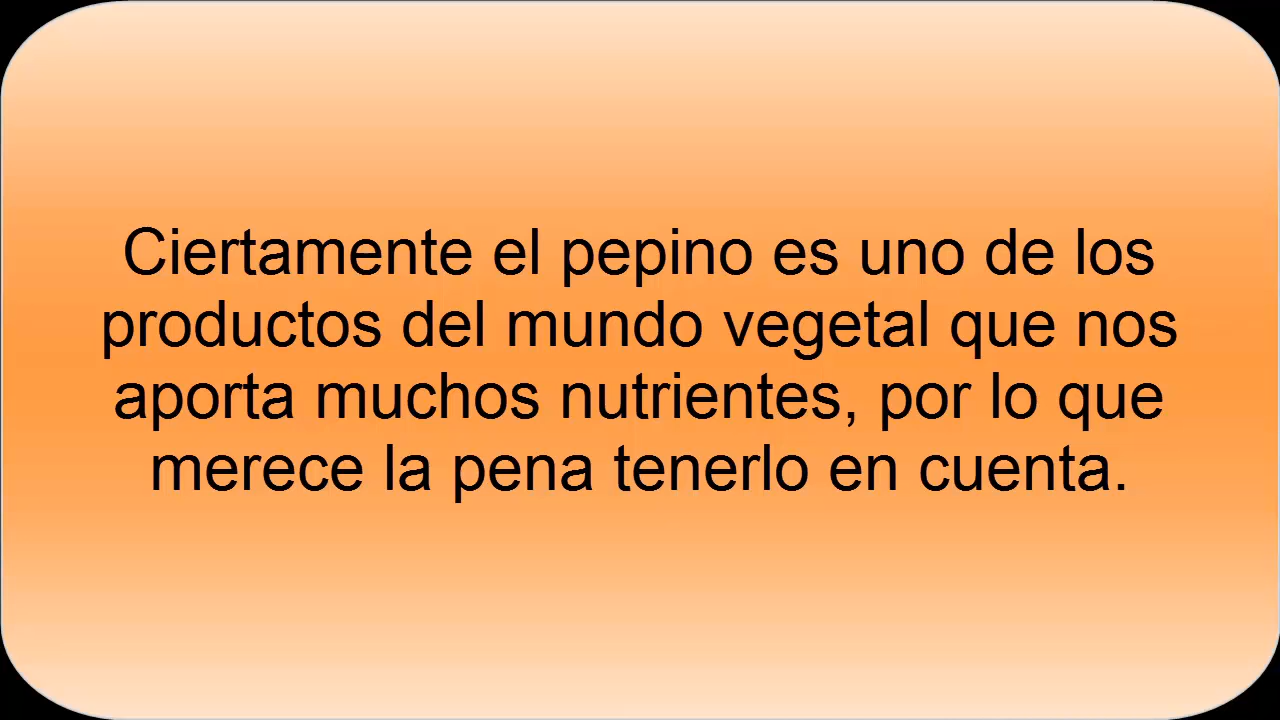 Ciertamente el pepino es uno de los
productos del mundo vegetal que nos
aporta muchos nutrientes, por lo que
merece la pena tenerlo en cuenta.